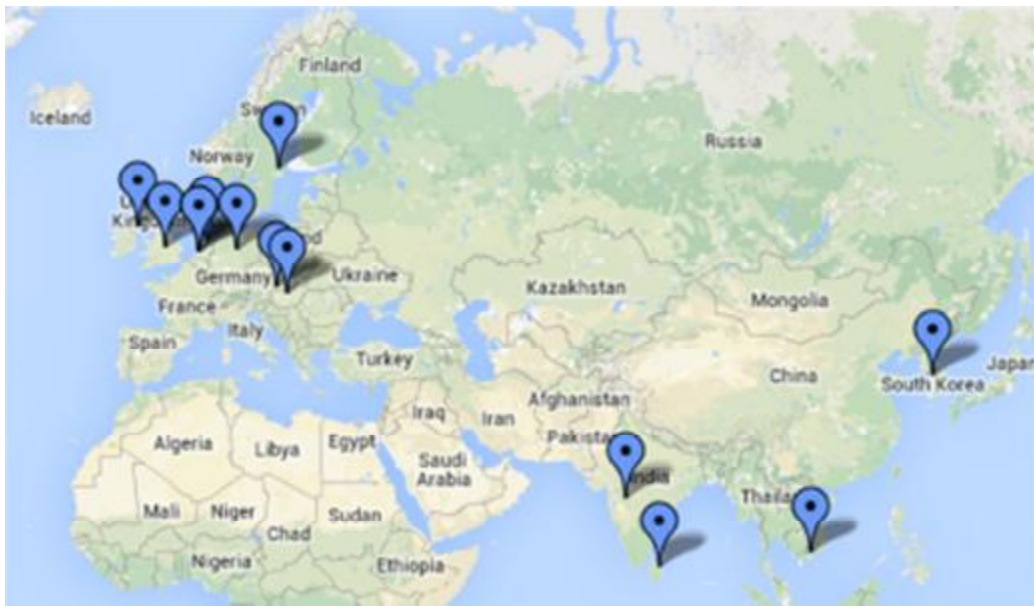 Finland
Iceland
Russia
Norway
Germany
Ukraine
Kazakhstan
France
Mongolia
Italy
Spain
Turkey
China
South Korea
Afghanistan
Iraq
Iran
Algeria
Libya
Egypt
Saudi
Arabia
Mali
Niger
Sudan
Chad
Nigeria
Ethiopia